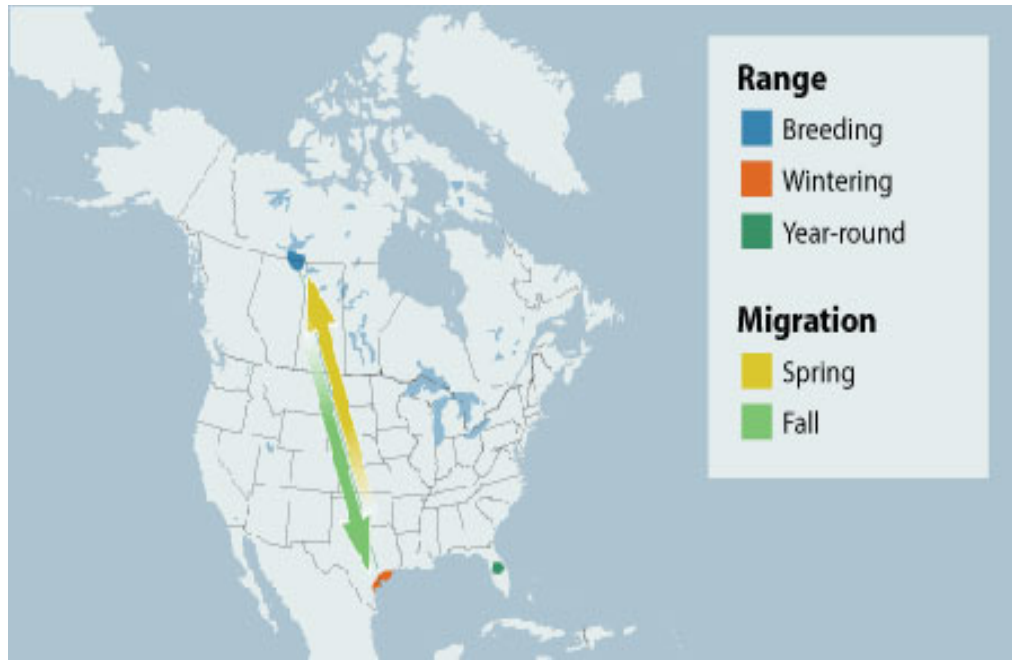 Range
Breeding
Wintering
Year-round
Migration
Spring
Fall